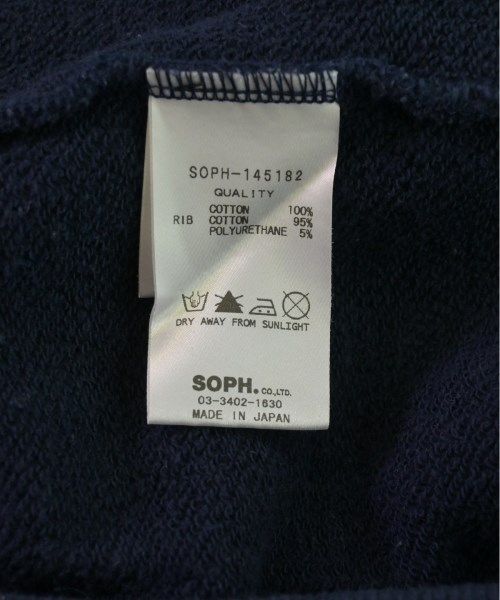 SOPH-145182
QUALITY
COTTON 100%
RIB COTTON 95%
POLYURETHANE 5%
DRY AWAY FROM SUNLIGHT
SOPH. CO.,LTD.
03-3402-1630
MADE IN JAPAN